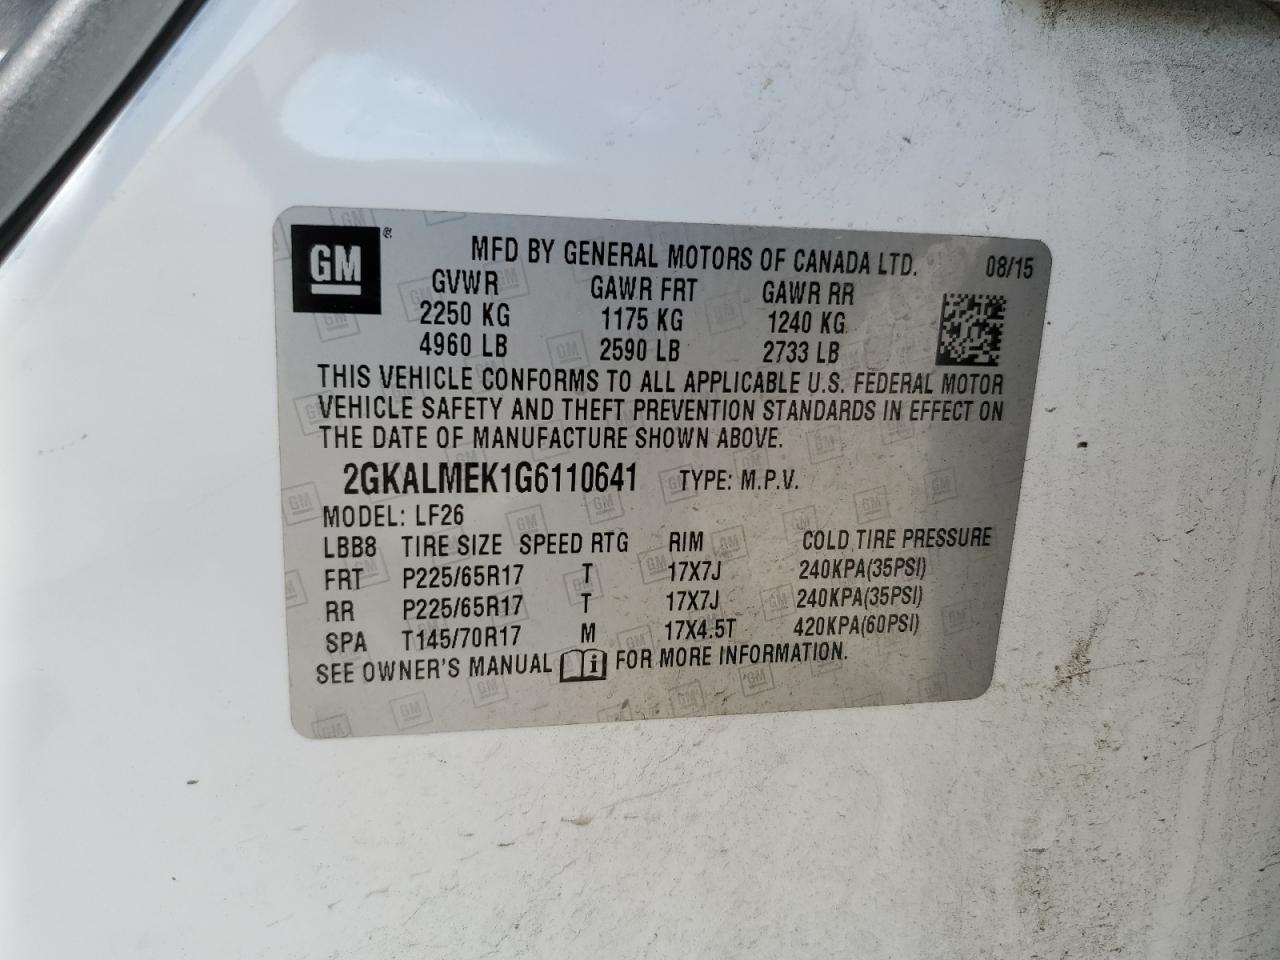 GM
MFD BY GENERAL MOTORS OF CANADA LTD. 08/15
GVWR GAWR FRT GAWR RR
2250 KG 1175 KG 1240 KG
4960 LB 2590 LB 2733 LB
THIS VEHICLE CONFORMS TO ALL APPLICABLE U.S. FEDERAL MOTOR
VEHICLE SAFETY AND THEFT PREVENTION STANDARDS IN EFFECT ON
THE DATE OF MANUFACTURE SHOWN ABOVE.
2GKALMEK1G6110641 TYPE: M.P.V.
MODEL: LF26
LBB8 TIRE SIZE SPEED RTG RIM COLD TIRE PRESSURE
FRT P225/65R17 T 17X7J 240KPA(35PSI)
RR P225/65R17 T 17X7J 240KPA(35PSI)
SPA T145/70R17 M 17X4.5T 420KPA(60PSI)
SEE OWNER'S MANUAL i FOR MORE INFORMATION.